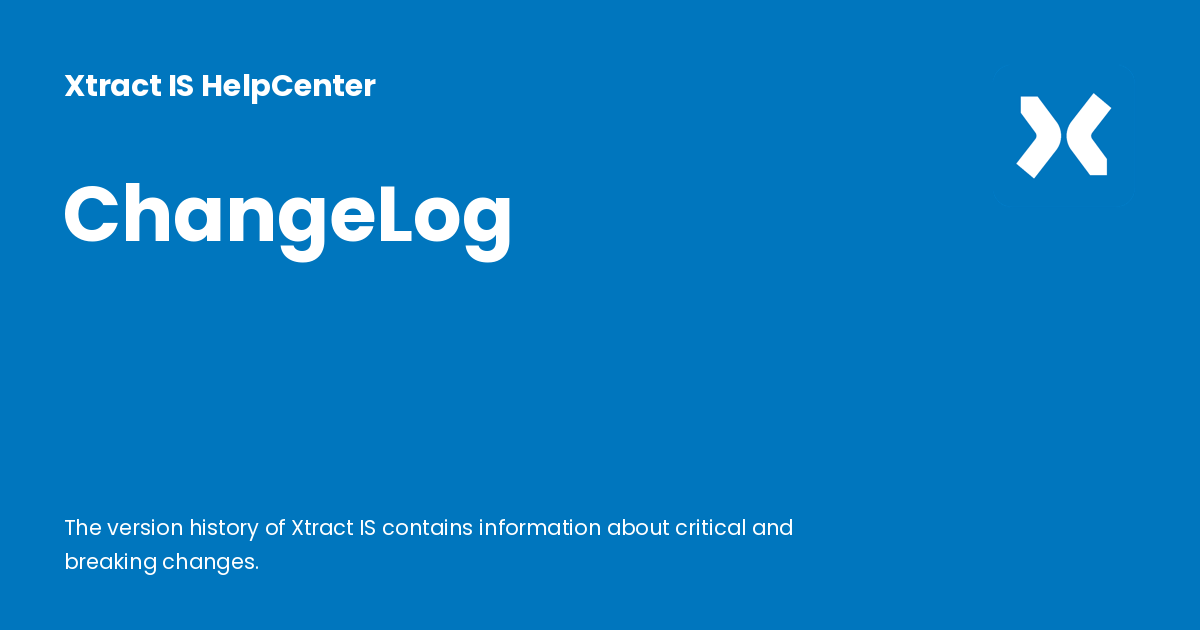 Xtract IS HelpCenter
ChangeLog
The version history of Xtract IS contains information about critical and
breaking changes.